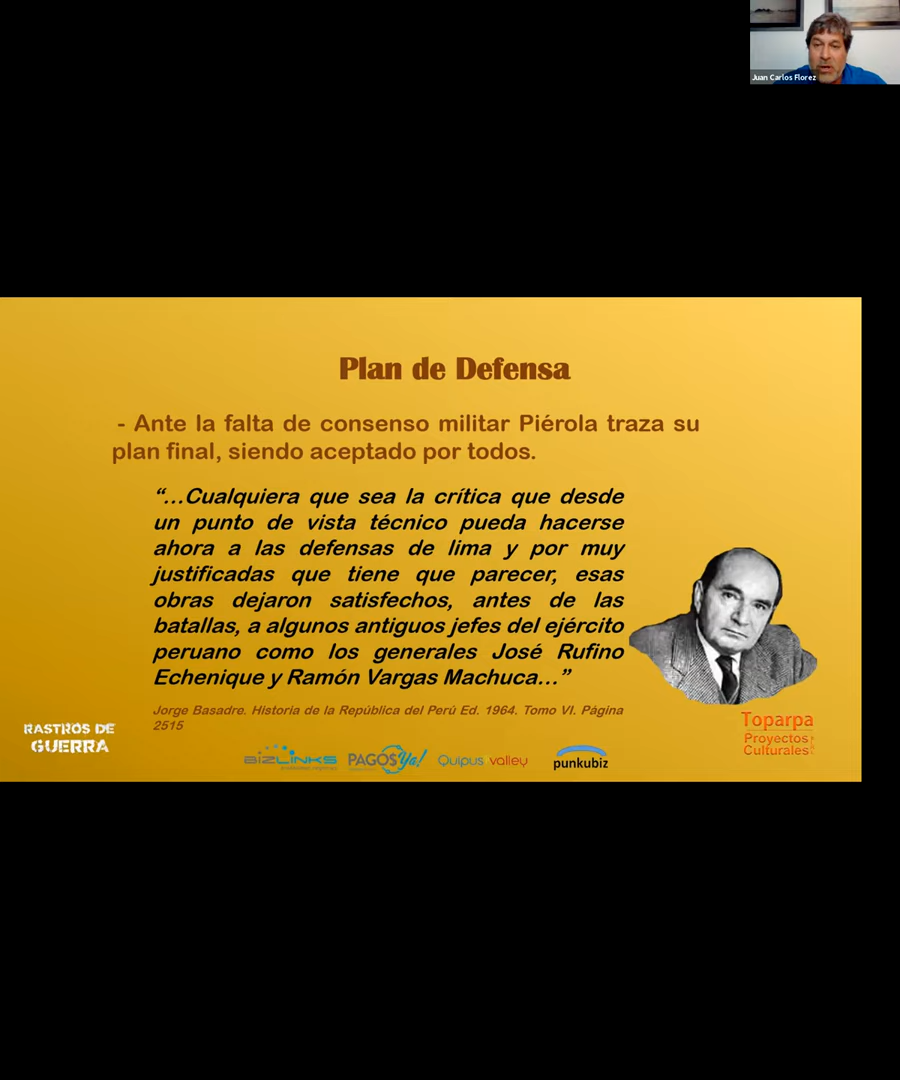 Juan Carlos Florez
Plan de Defensa
- Ante la falta de consenso militar Piérola traza su
plan final, siendo aceptado por todos.
“...Cualquiera que sea la crítica que desde
un punto de vista técnico pueda hacerse
ahora a las defensas de lima y por muy
justificadas que tiene que parecer, esas
obras dejaron satisfechos, antes de las
batallas, a algunos antiguos jefes del ejército
peruano como los generales José Rufino
Echenique y Ramón Vargas Machuca...”
Jorge Basadre. Historia de la República del Perú Ed. 1964. Tomo VI. Página
2515
RASTROS DE
GUERRA
BIZLINKS
PAGOSYa!
Quipus valley
punkubiz
Toparpa
Proyectos
Culturales